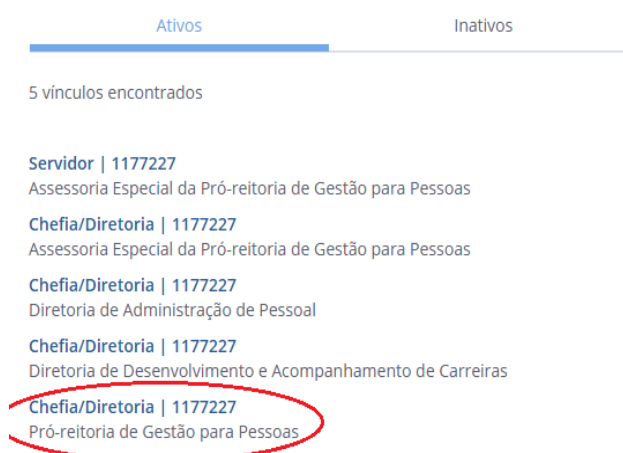 Ativos Inativos
5 vínculos encontrados
Servidor | 1177227
Assessoria Especial da Pró-reitoria de Gestão para Pessoas
Chefia/Diretoria | 1177227
Assessoria Especial da Pró-reitoria de Gestão para Pessoas
Chefia/Diretoria | 1177227
Diretoria de Administração de Pessoal
Chefia/Diretoria | 1177227
Diretoria de Desenvolvimento e Acompanhamento de Carreiras
Chefia/Diretoria | 1177227
Pró-reitoria de Gestão para Pessoas